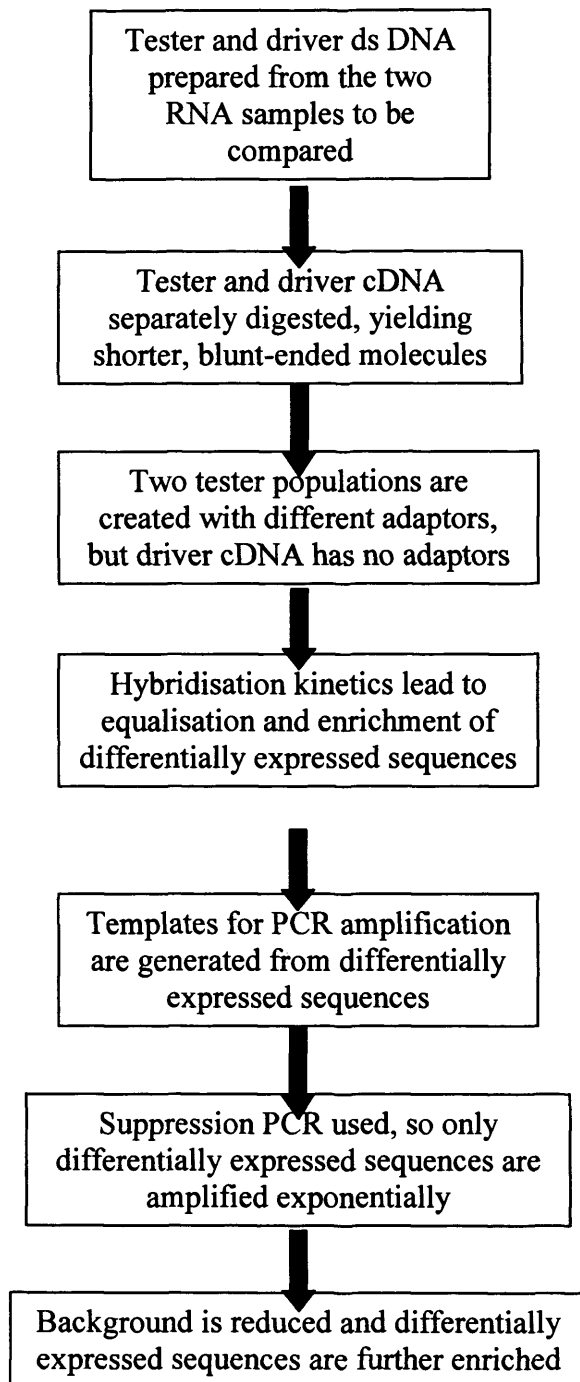 Tester and driver ds DNA
prepared from the two
RNA samples to be
compared
Tester and driver cDNA
separately digested, yielding
shorter, blunt-ended molecules
Two tester populations are
created with different adaptors,
but driver cDNA has no adaptors
Hybridisation kinetics lead to
equalisation and enrichment of
differentially expressed sequences
Templates for PCR amplification
are generated from differentially
expressed sequences
Suppression PCR used, so only
differentially expressed sequences are
amplified exponentially
Background is reduced and differentially
expressed sequences are further enriched